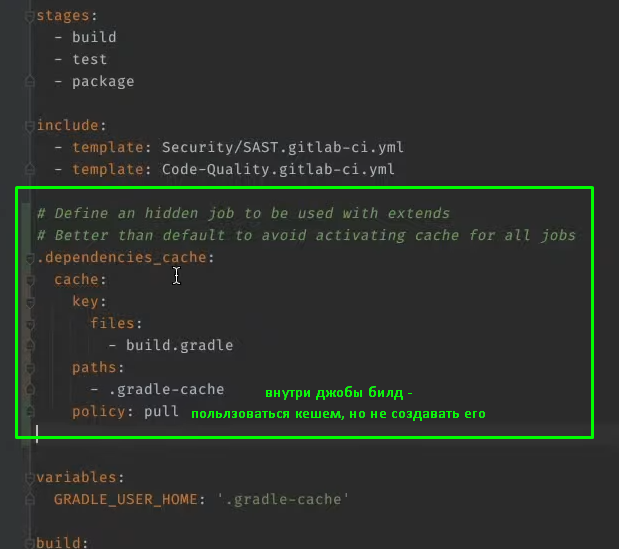 stages:
- build
- test
- package
include:
- template: Security/SAST.gitlab-ci.yml
- template: Code-Quality.gitlab-ci.yml
# Define an hidden job to be used with extends
# Better than default to avoid activating cache for all jobs
.dependencies_cache:
cache:
key:
files:
- build.gradle
paths:
- .gradle-cache
внутри джобы билд -
policy: pull
польлзоваться кешем, но не создавать его
variables:
GRADLE_USER_HOME: '.gradle-cache'
build: